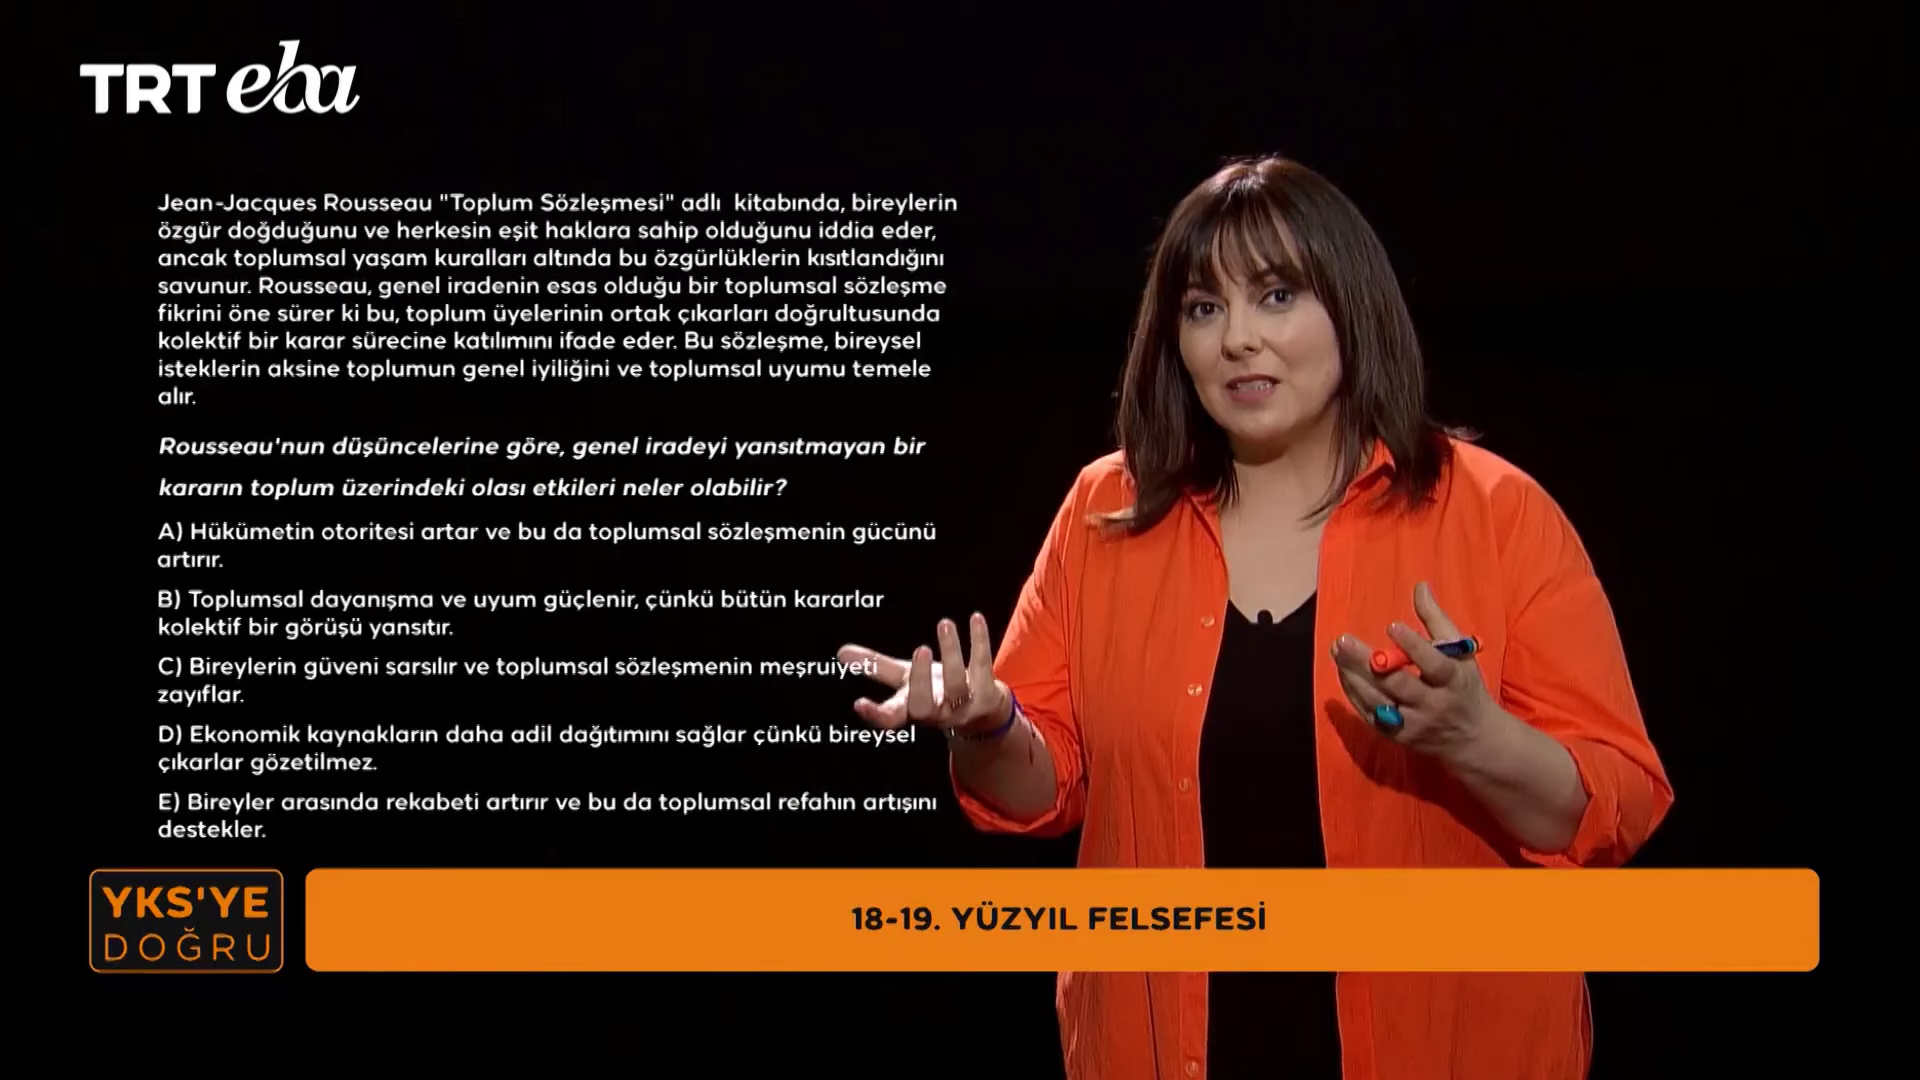 TRT eba
Jean-Jacques Rousseau "Toplum Sözleşmesi" adlı kitabında, bireylerin
özgür doğduğunu ve herkesin eşit haklara sahip olduğunu iddia eder,
ancak toplumsal yaşam kuralları altında bu özgürlüklerin kısıtlandığını
savunur. Rousseau, genel iradenin esas olduğu bir toplumsal sözleşme
fikrini öne sürer ki bu, toplum üyelerinin ortak çıkarları doğrultusunda
kolektif bir karar sürecine katılımını ifade eder. Bu sözleşme, bireysel
isteklerin aksine toplumun genel iyiliğini ve toplumsal uyumu temele
alır.
Rousseau'nun düşüncelerine göre, genel iradeyi yansıtmayan bir
kararın toplum üzerindeki olası etkileri neler olabilir?
A) Hükümetin otoritesi artar ve bu da toplumsal sözleşmenin gücünü
artırır.
B) Toplumsal dayanışma ve uyum güçlenir, çünkü bütün kararlar
kolektif bir görüşü yansıtır.
C) Bireylerin güveni sarsılır ve toplumsal sözleşmenin meşruiyeti
zayıflar.
D) Ekonomik kaynakların daha adil dağıtımını sağlar çünkü bireysel
çıkarlar gözetilmez.
E) Bireyler arasında rekabeti artırır ve bu da toplumsal refahın artışını
destekler.
YKS'YE
DOĞRU
18-19. YÜZYIL FELSEFESİ